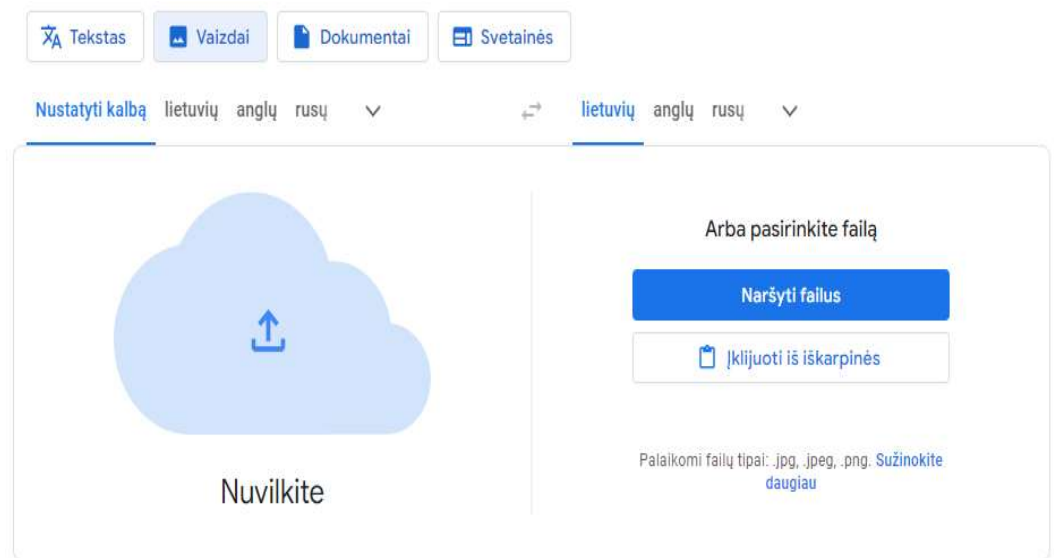 Tekstas Vaizdai Dokumentai Svetainės
Nustatyti kalbą lietuvių anglų rusų lietuvių anglų rusų
Arba pasirinkite failą
Naršyti failus
Įklijuoti iš iškarpinės
Palaikomi failų tipai: .jpg, .jpeg, .png. Sužinokite
daugiau
Nuvilkite